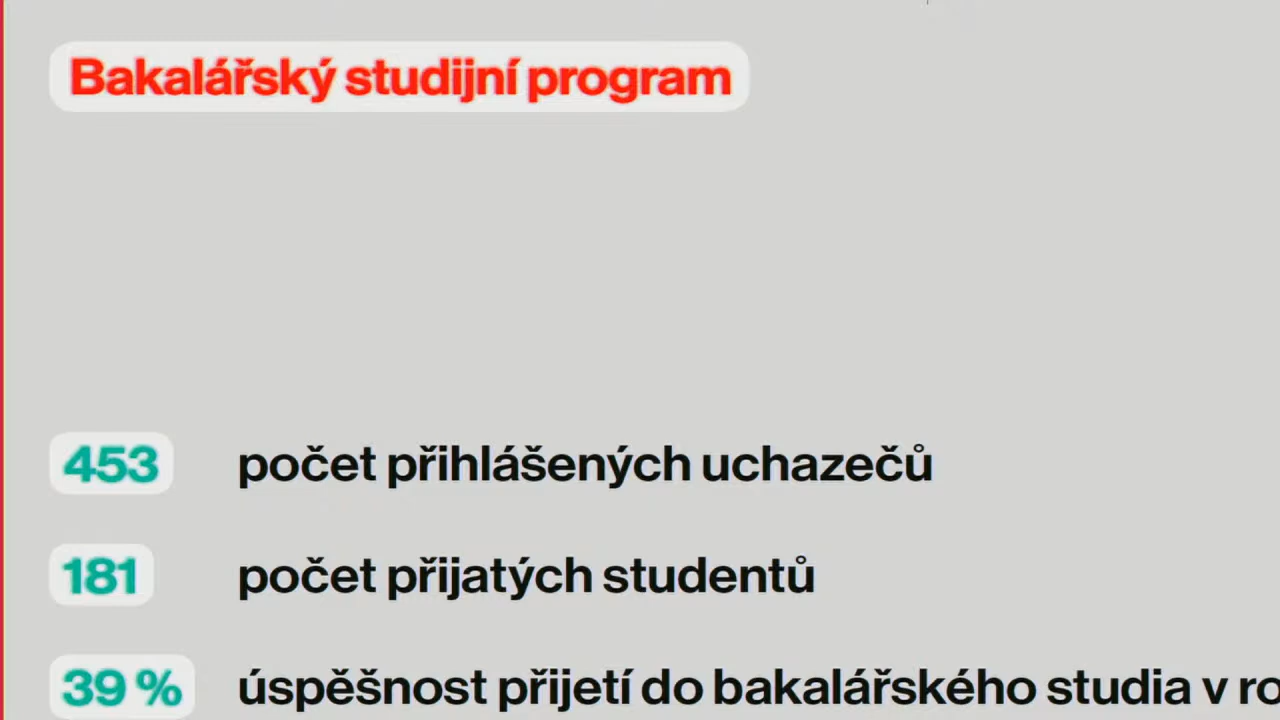 Bakalářský studijní program
453 počet přihlášených uchazečů
181 počet přijatých studentů
39 % úspěšnost přijetí do bakalářského studia v